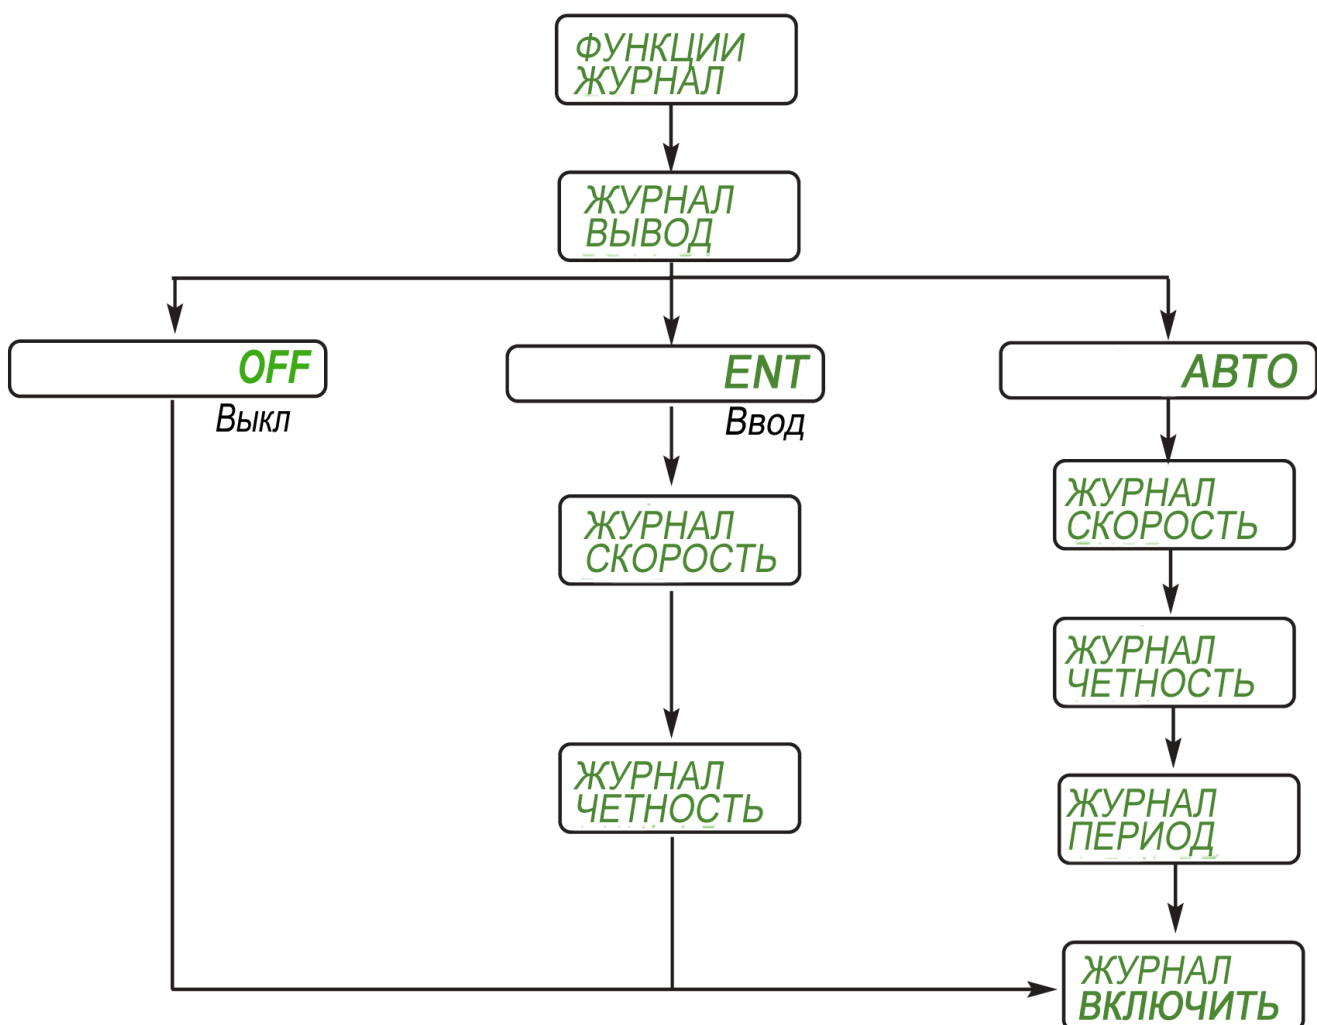 ФУНКЦИИ
ЖУРНАЛ
ЖУРНАЛ
ВЫВОД
OFF
Выкл
ENT
Ввод
АВТО
ЖУРНАЛ
СКОРОСТЬ
ЖУРНАЛ
ЧЕТНОСТЬ
ЖУРНАЛ
СКОРОСТЬ
ЖУРНАЛ
ЧЕТНОСТЬ
ЖУРНАЛ
ПЕРИОД
ЖУРНАЛ
ВКЛЮЧИТЬ